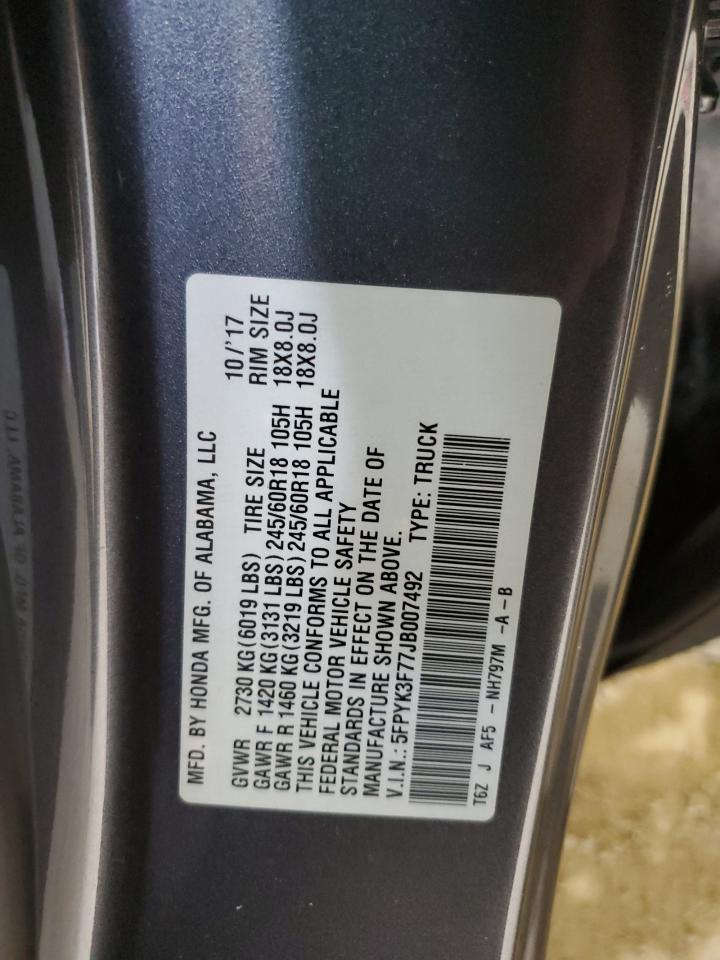 MFD. BY HONDA MFG. OF ALABAMA, LLC 10/'17
GVWR 2730 KG (6019 LBS) TIRE SIZE RIM SIZE
GAWR F 1420 KG (3131 LBS) 245/60R18 105H 18X8.0J
GAWR R 1460 KG (3219 LBS) 245/60R18 105H 18X8.0J
THIS VEHICLE CONFORMS TO ALL APPLICABLE
FEDERAL MOTOR VEHICLE SAFETY
STANDARDS IN EFFECT ON THE DATE OF
MANUFACTURE SHOWN ABOVE.
V.I.N.: 5FPYK3F77JB007492 TYPE: TRUCK
T6Z J AF5 - NH797M -A-B